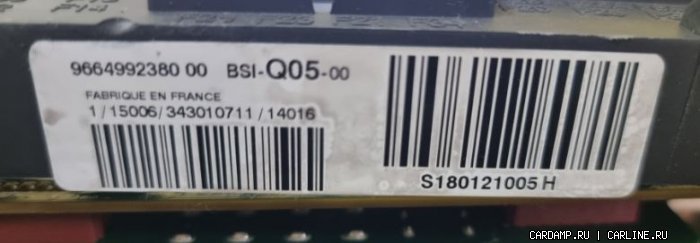 9664992380 00 BSI-Q05-00
FABRIQUE EN FRANCE
1/15006/343010711/14016
S180121005 H
CARDAMP.RU | CARLINE.RU